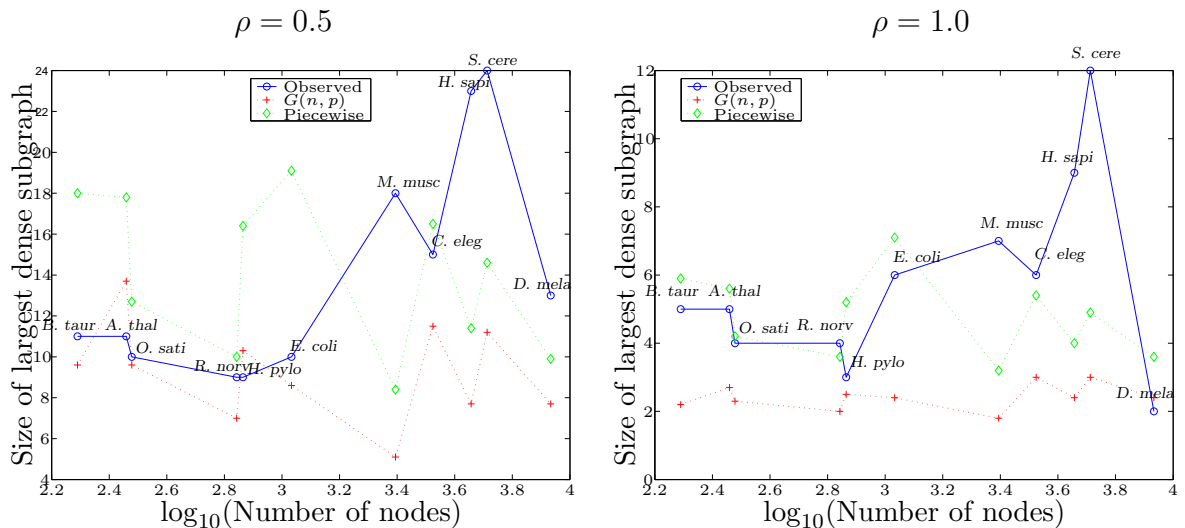 ρ = 0.5
Size of largest dense subgraph
24
22
20
18
16
14
12
10
8
6
4
2.2 2.4 2.6 2.8 3 3.2 3.4 3.6 3.8 4
log10(Number of nodes)
Observed
G(n, p)
Piecewise
B. taur
A. thal
O. sati
R. norv
H. pylo
E. coli
M. musc
C. eleg
H. sapi
S. cere
D. mela
ρ = 1.0
Size of largest dense subgraph
12
10
8
6
4
2
0
2.2 2.4 2.6 2.8 3 3.2 3.4 3.6 3.8 4
log10(Number of nodes)
Observed
G(n, p)
Piecewise
B. taur
A. thal
O. sati
R. norv
H. pylo
E. coli
M. musc
C. eleg
H. sapi
S. cere
D. mela